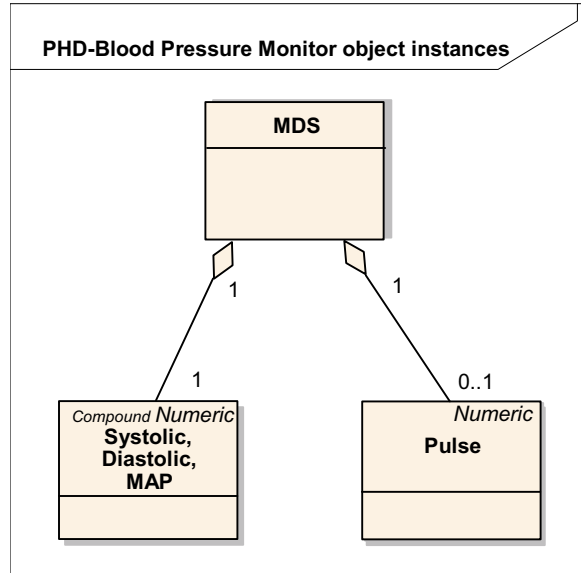 PHD-Blood Pressure Monitor object instances
MDS
1
1
1
0..1
Compound Numeric
Systolic,
Diastolic,
MAP
Numeric
Pulse